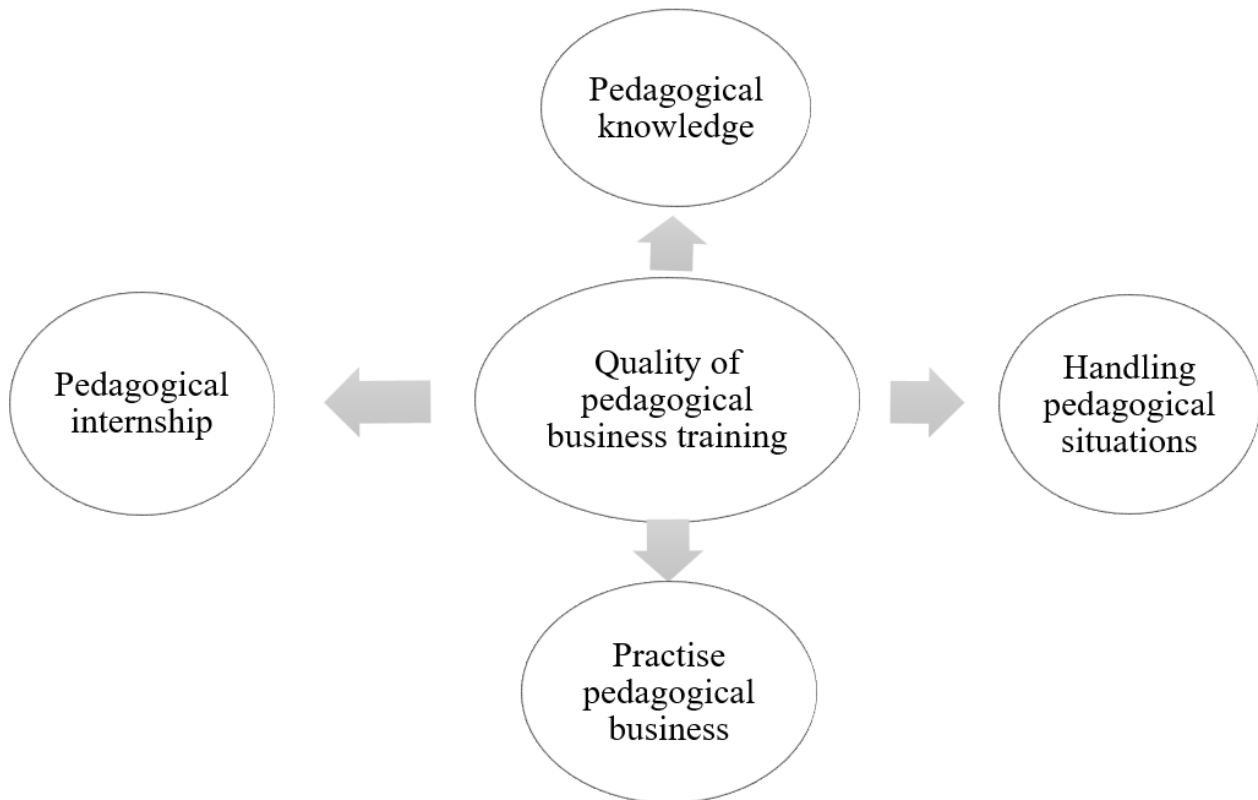 Pedagogical
knowledge
Quality of
pedagogical
business training
Pedagogical
internship
Handling
pedagogical
situations
Practise
pedagogical
business